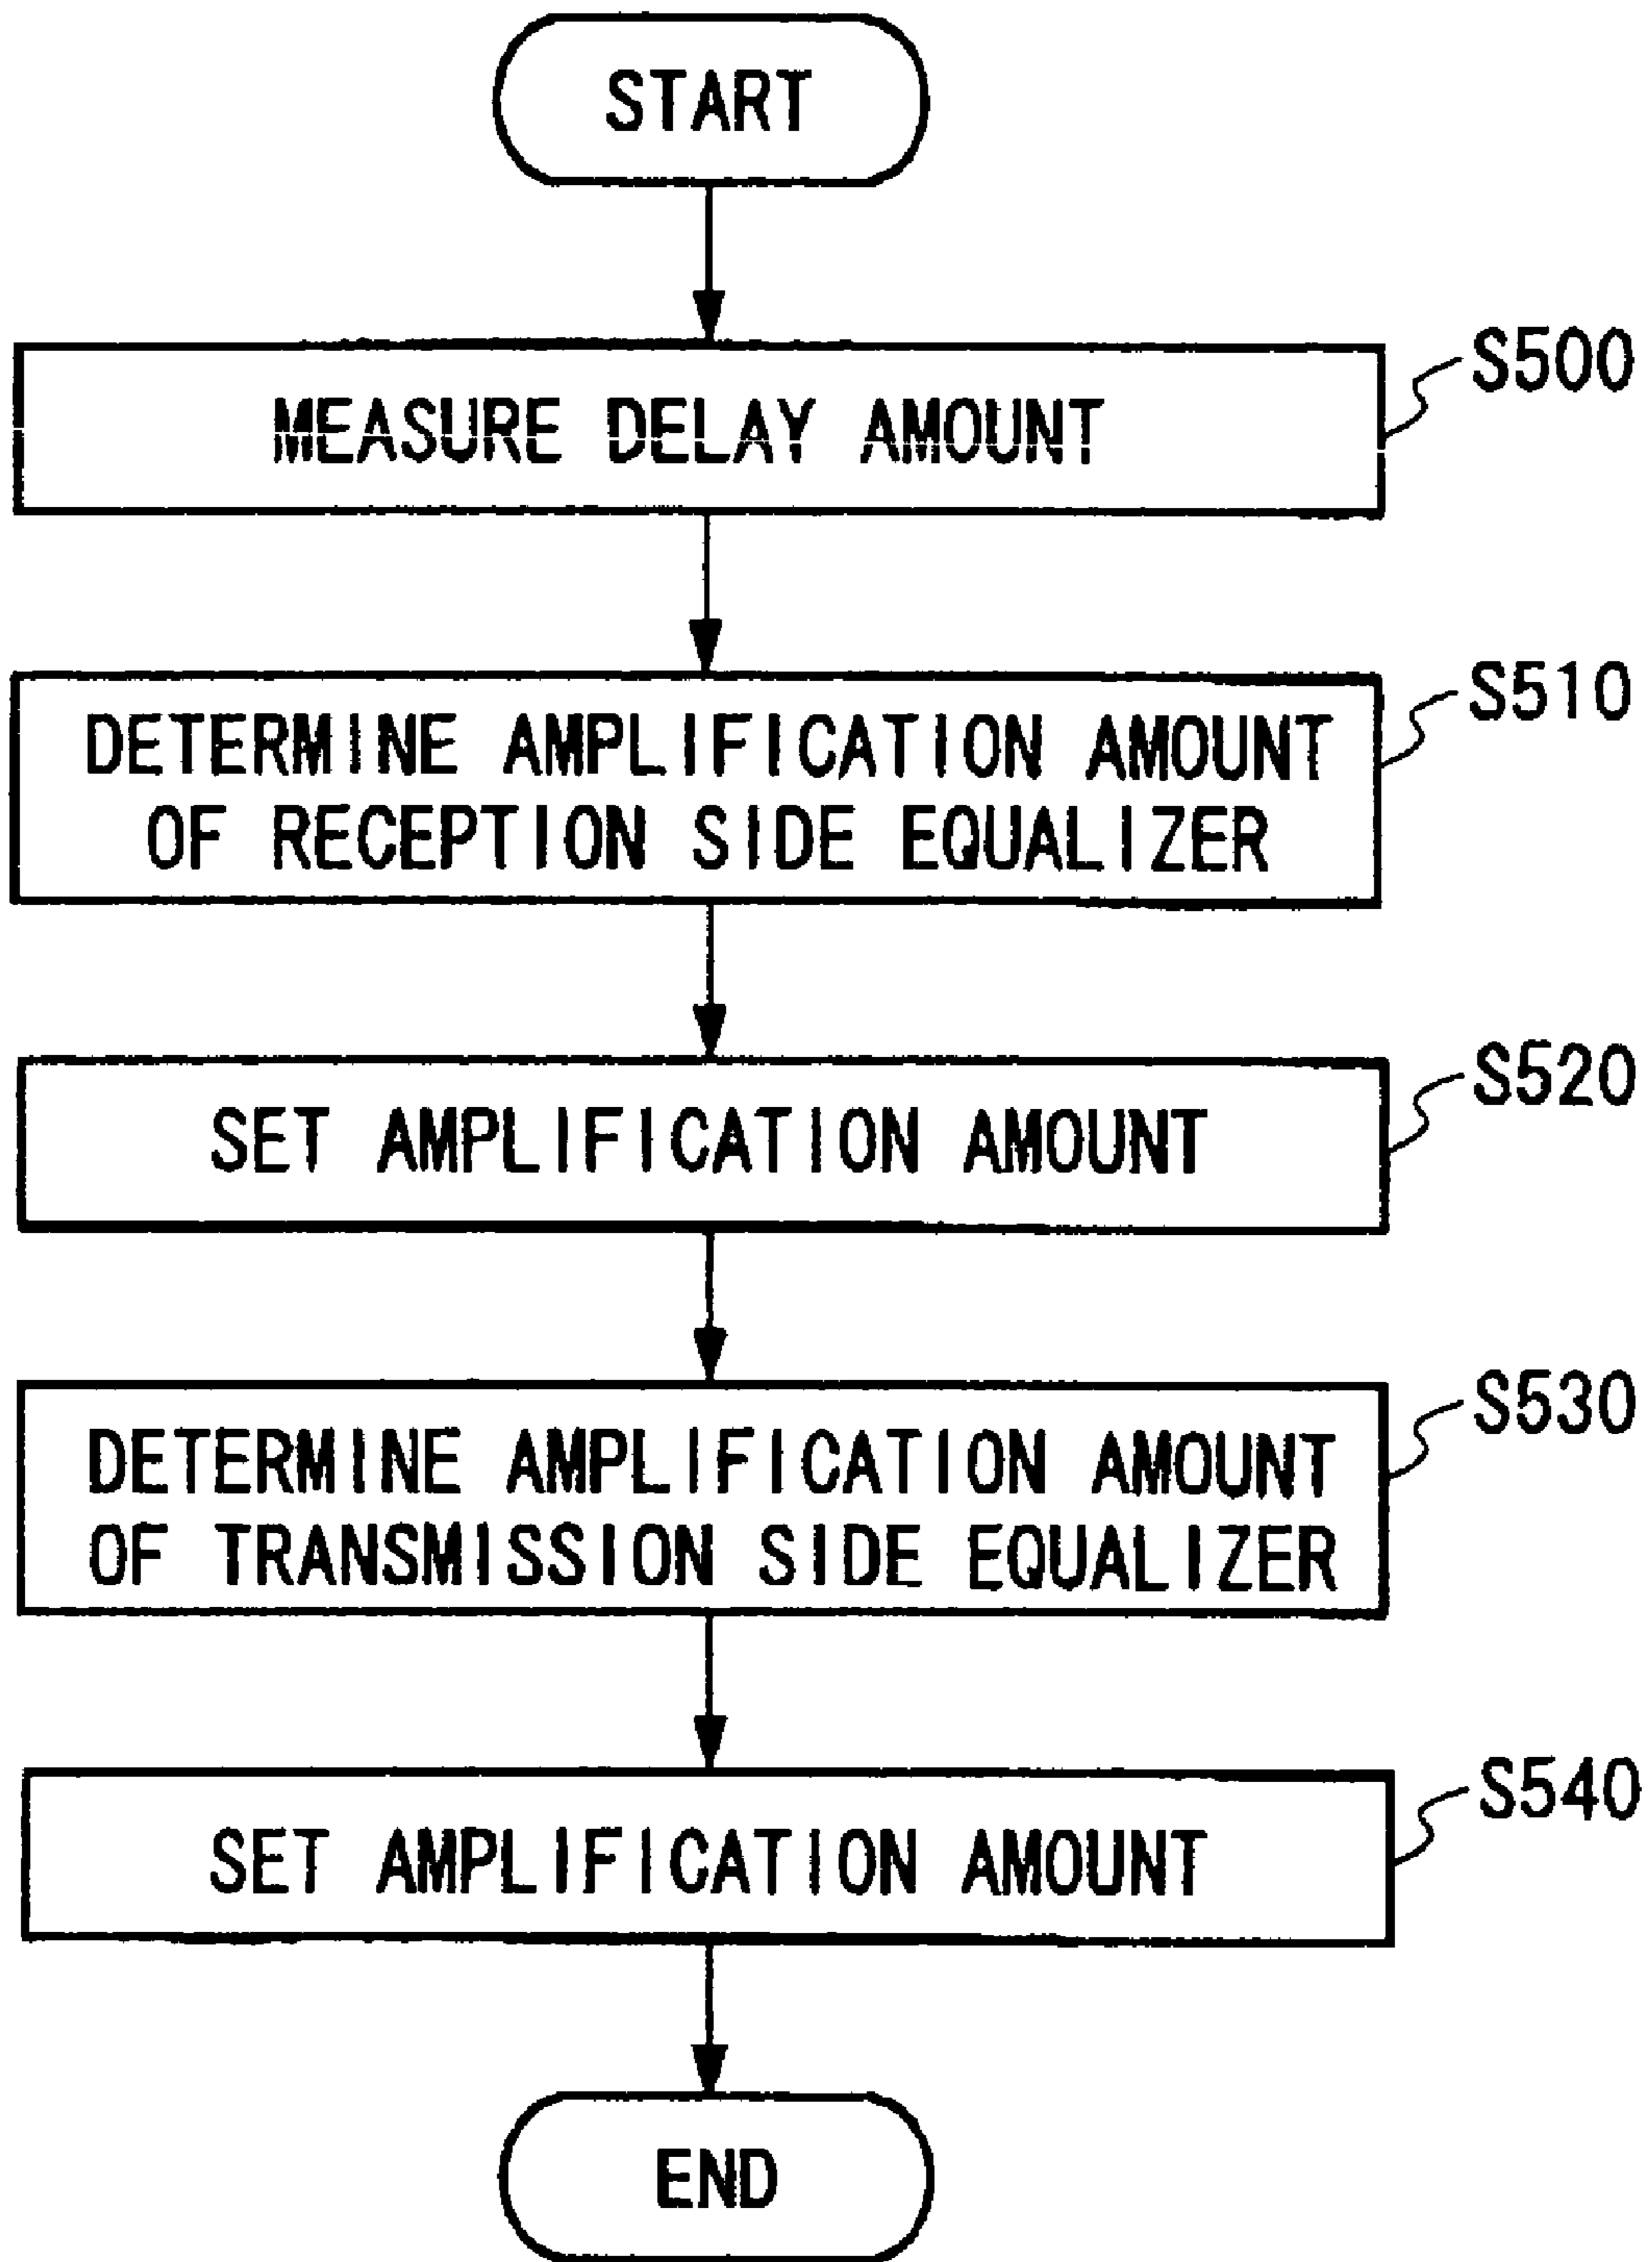 START
MEASURE DELAY AMOUNT
S500
DETERMINE AMPLIFICATION AMOUNT
OF RECEPTION SIDE EQUALIZER
S510
SET AMPLIFICATION AMOUNT
S520
DETERMINE AMPLIFICATION AMOUNT
OF TRANSMISSION SIDE EQUALIZER
S530
SET AMPLIFICATION AMOUNT
S540
END